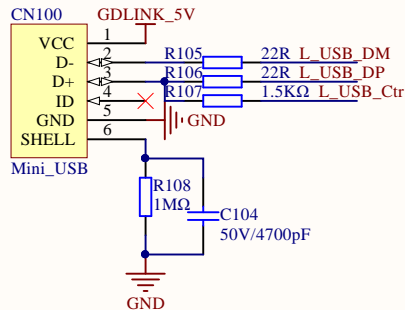 CN100
GDLINK_5V
VCC 1
D- 2 R105 22R L_USB_DM
D+ 3 R106 22R L_USB_DP
ID 4 R107 1.5KΩ L_USB_Ctr
GND 5 GND
SHELL 6
Mini_USB
R108
1MΩ
C104
50V/4700pF
GND